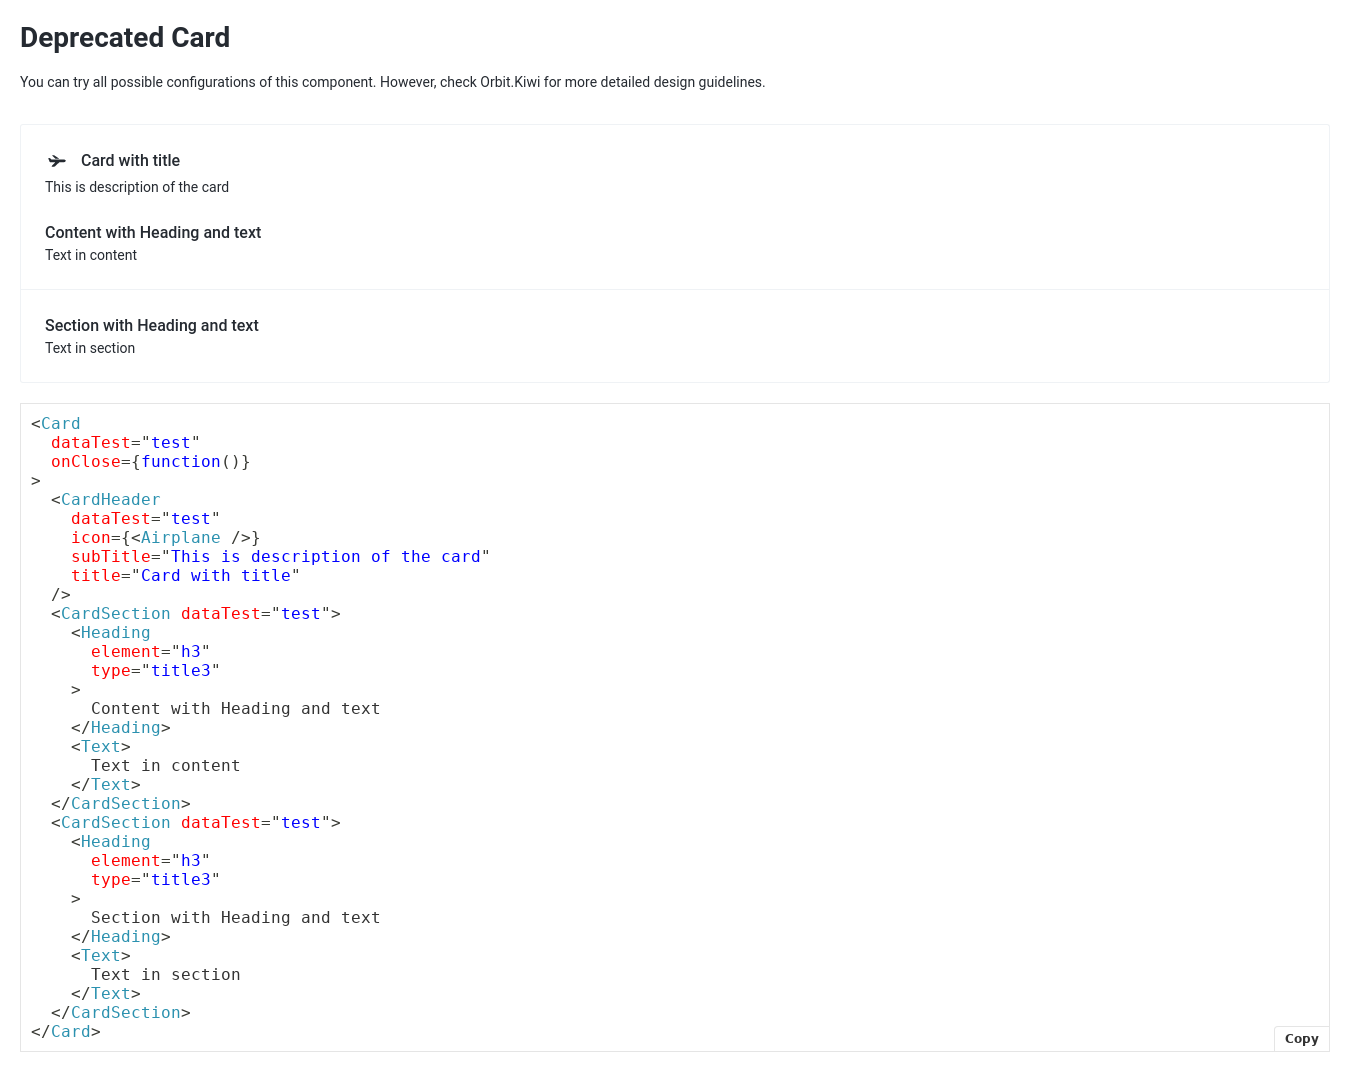 Deprecated Card
You can try all possible configurations of this component. However, check Orbit.Kiwi for more detailed design guidelines.
Card with title
This is description of the card
Content with Heading and text
Text in content
Section with Heading and text
Text in section
<Card
  dataTest="test"
  onClose={function()}
>
  <CardHeader
    dataTest="test"
    icon={<Airplane />}
    subTitle="This is description of the card"
    title="Card with title"
  />
  <CardSection dataTest="test">
    <Heading
      element="h3"
      type="title3"
    >
      Content with Heading and text
    </Heading>
    <Text>
      Text in content
    </Text>
  </CardSection>
  <CardSection dataTest="test">
    <Heading
      element="h3"
      type="title3"
    >
      Section with Heading and text
    </Heading>
    <Text>
      Text in section
    </Text>
  </CardSection>
</Card>
Copy